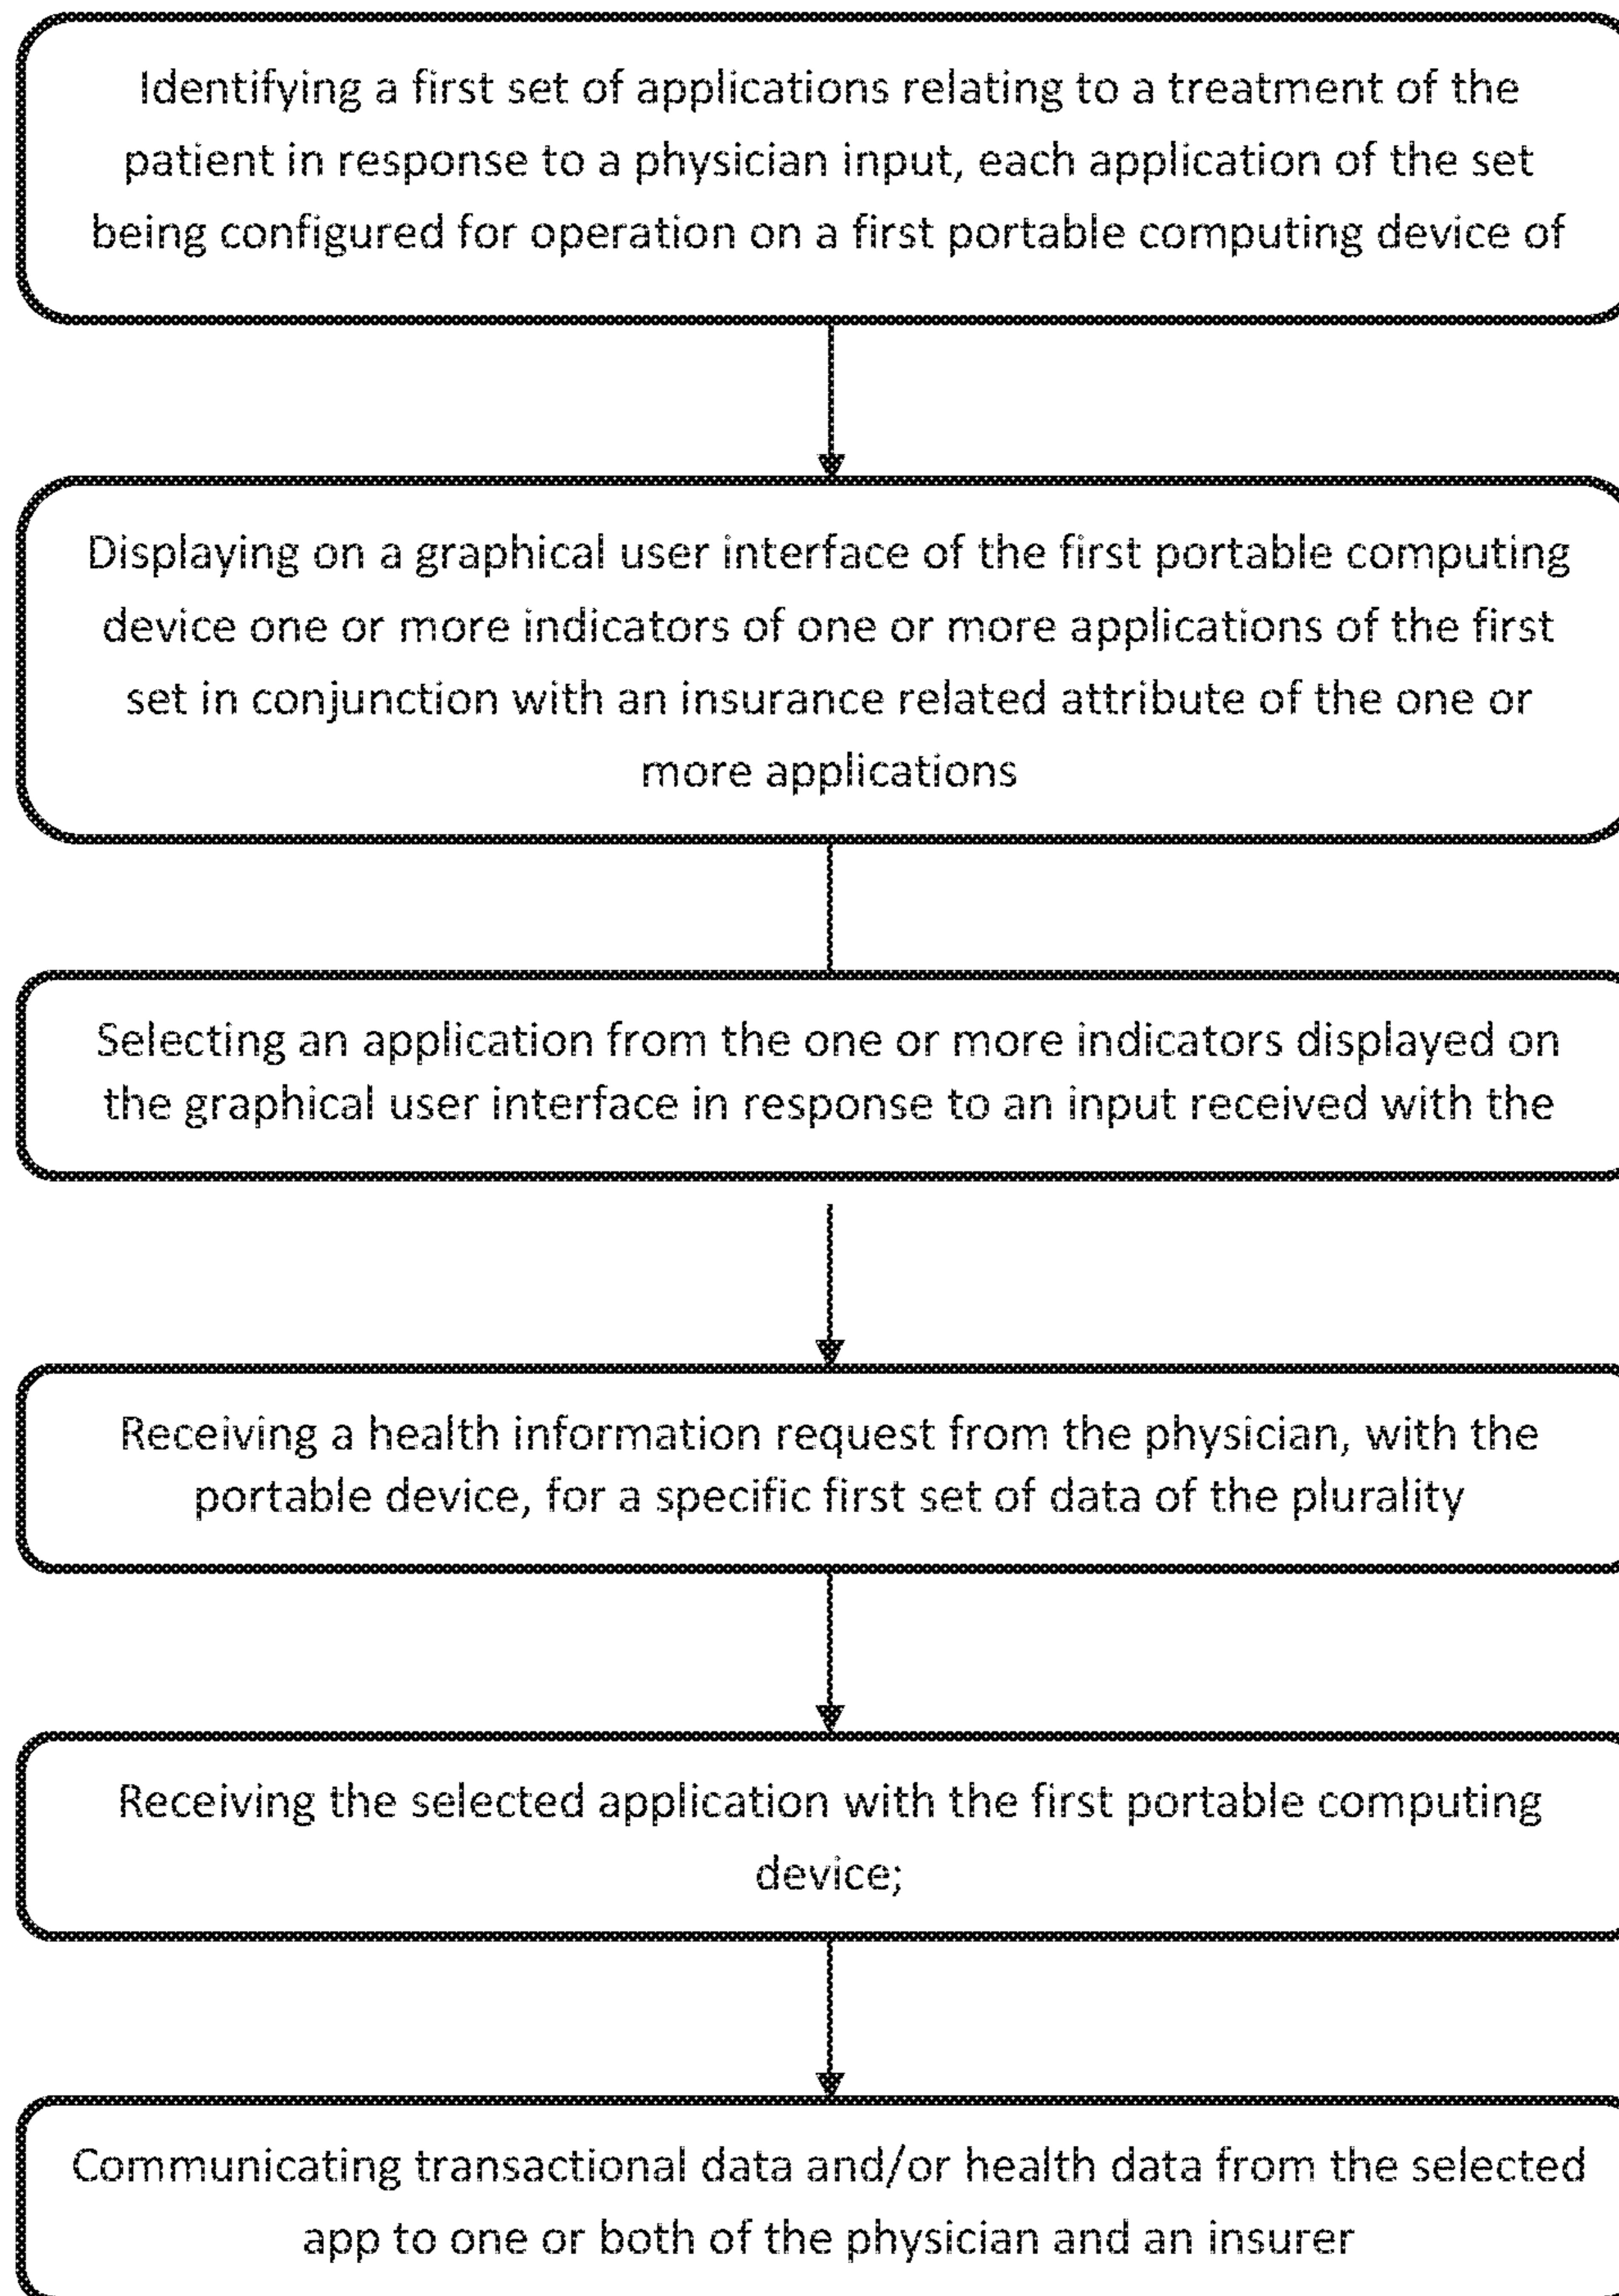 Identifying a first set of applications relating to a treatment of the
patient in response to a physician input, each application of the set
being configured for operation on a first portable computing device of
Displaying on a graphical user interface of the first portable computing
device one or more indicators of one or more applications of the first
set in conjunction with an insurance related attribute of the one or
more applications
Selecting an application from the one or more indicators displayed on
the graphical user interface in response to an input received with the
Receiving a health information request from the physician, with the
portable device, for a specific first set of data of the plurality
Receiving the selected application with the first portable computing
device;
Communicating transactional data and/or health data from the selected
app to one or both of the physician and an insurer